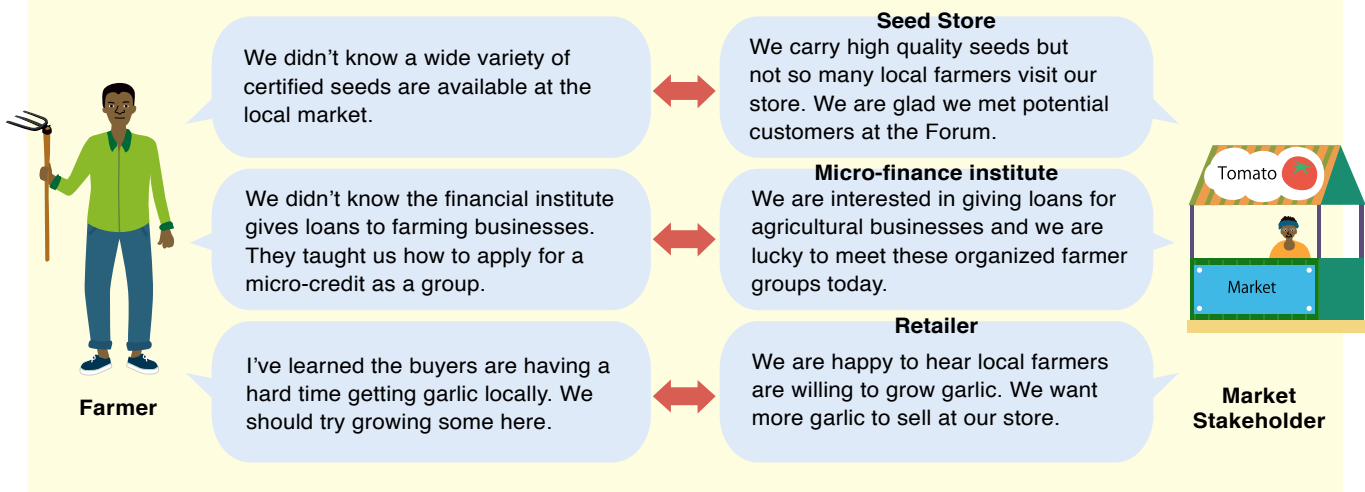 We didn’t know a wide variety of
certified seeds are available at the
local market.
Seed Store
We carry high quality seeds but
not so many local farmers visit our
store. We are glad we met potential
customers at the Forum.
We didn’t know the financial institute
gives loans to farming businesses.
They taught us how to apply for a
micro-credit as a group.
Micro-finance institute
We are interested in giving loans for
agricultural businesses and we are
lucky to meet these organized farmer
groups today.
I’ve learned the buyers are having a
hard time getting garlic locally. We
should try growing some here.
Retailer
We are happy to hear local farmers
are willing to grow garlic. We want
more garlic to sell at our store.
Farmer
Tomato
Market
Market
Stakeholder